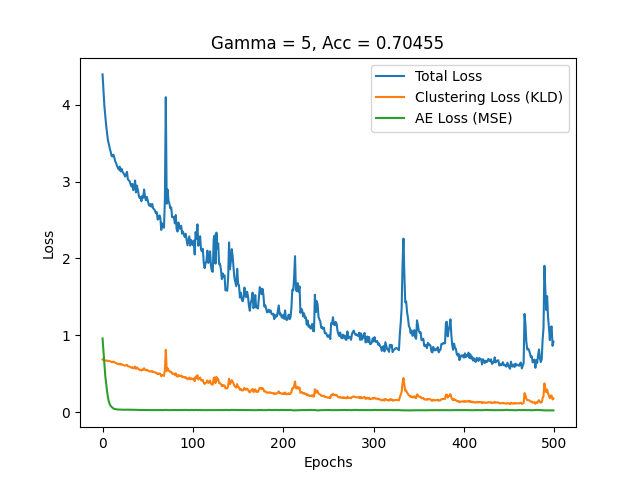 Gamma = 5, Acc = 0.70455
Total Loss
Clustering Loss (KLD)
AE Loss (MSE)
Loss
4
3
2
1
0
0 100 200 300 400 500
Epochs